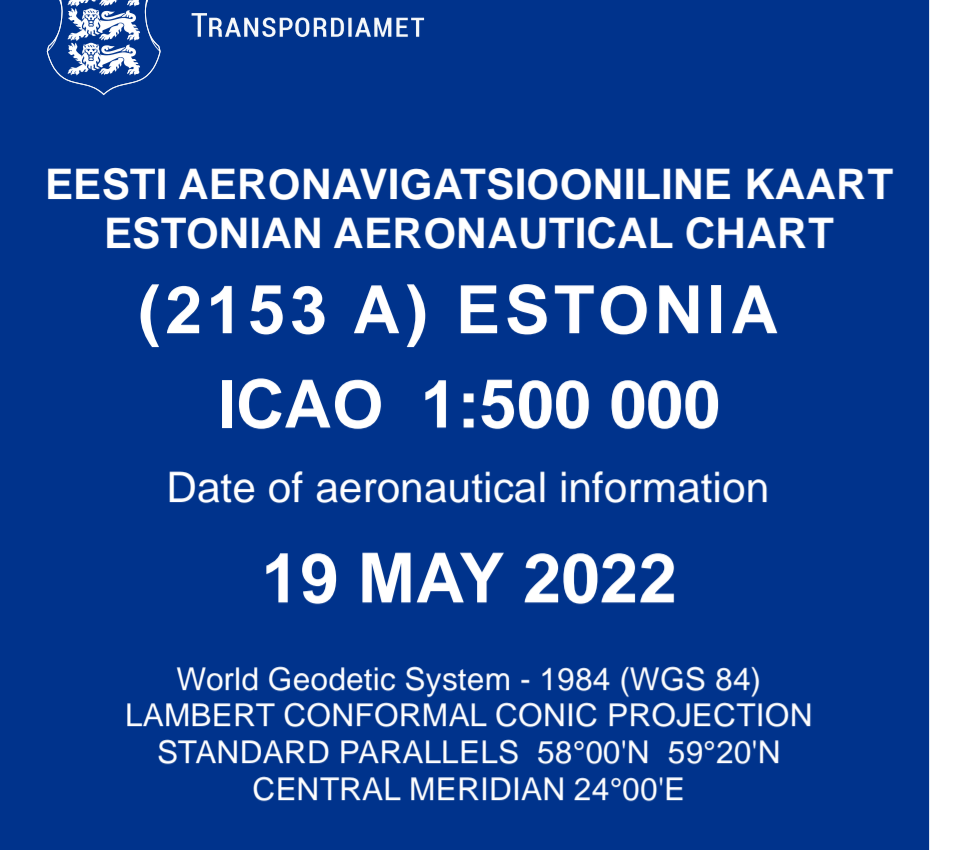 TRANSPORDIAMET
EESTI AERONAVIGATSIOONILINE KAART
ESTONIAN AERONAUTICAL CHART
(2153 A) ESTONIA
ICAO 1:500 000
Date of aeronautical information
19 MAY 2022
World Geodetic System - 1984 (WGS 84)
LAMBERT CONFORMAL CONIC PROJECTION
STANDARD PARALLELS 58°00'N 59°20'N
CENTRAL MERIDIAN 24°00'E